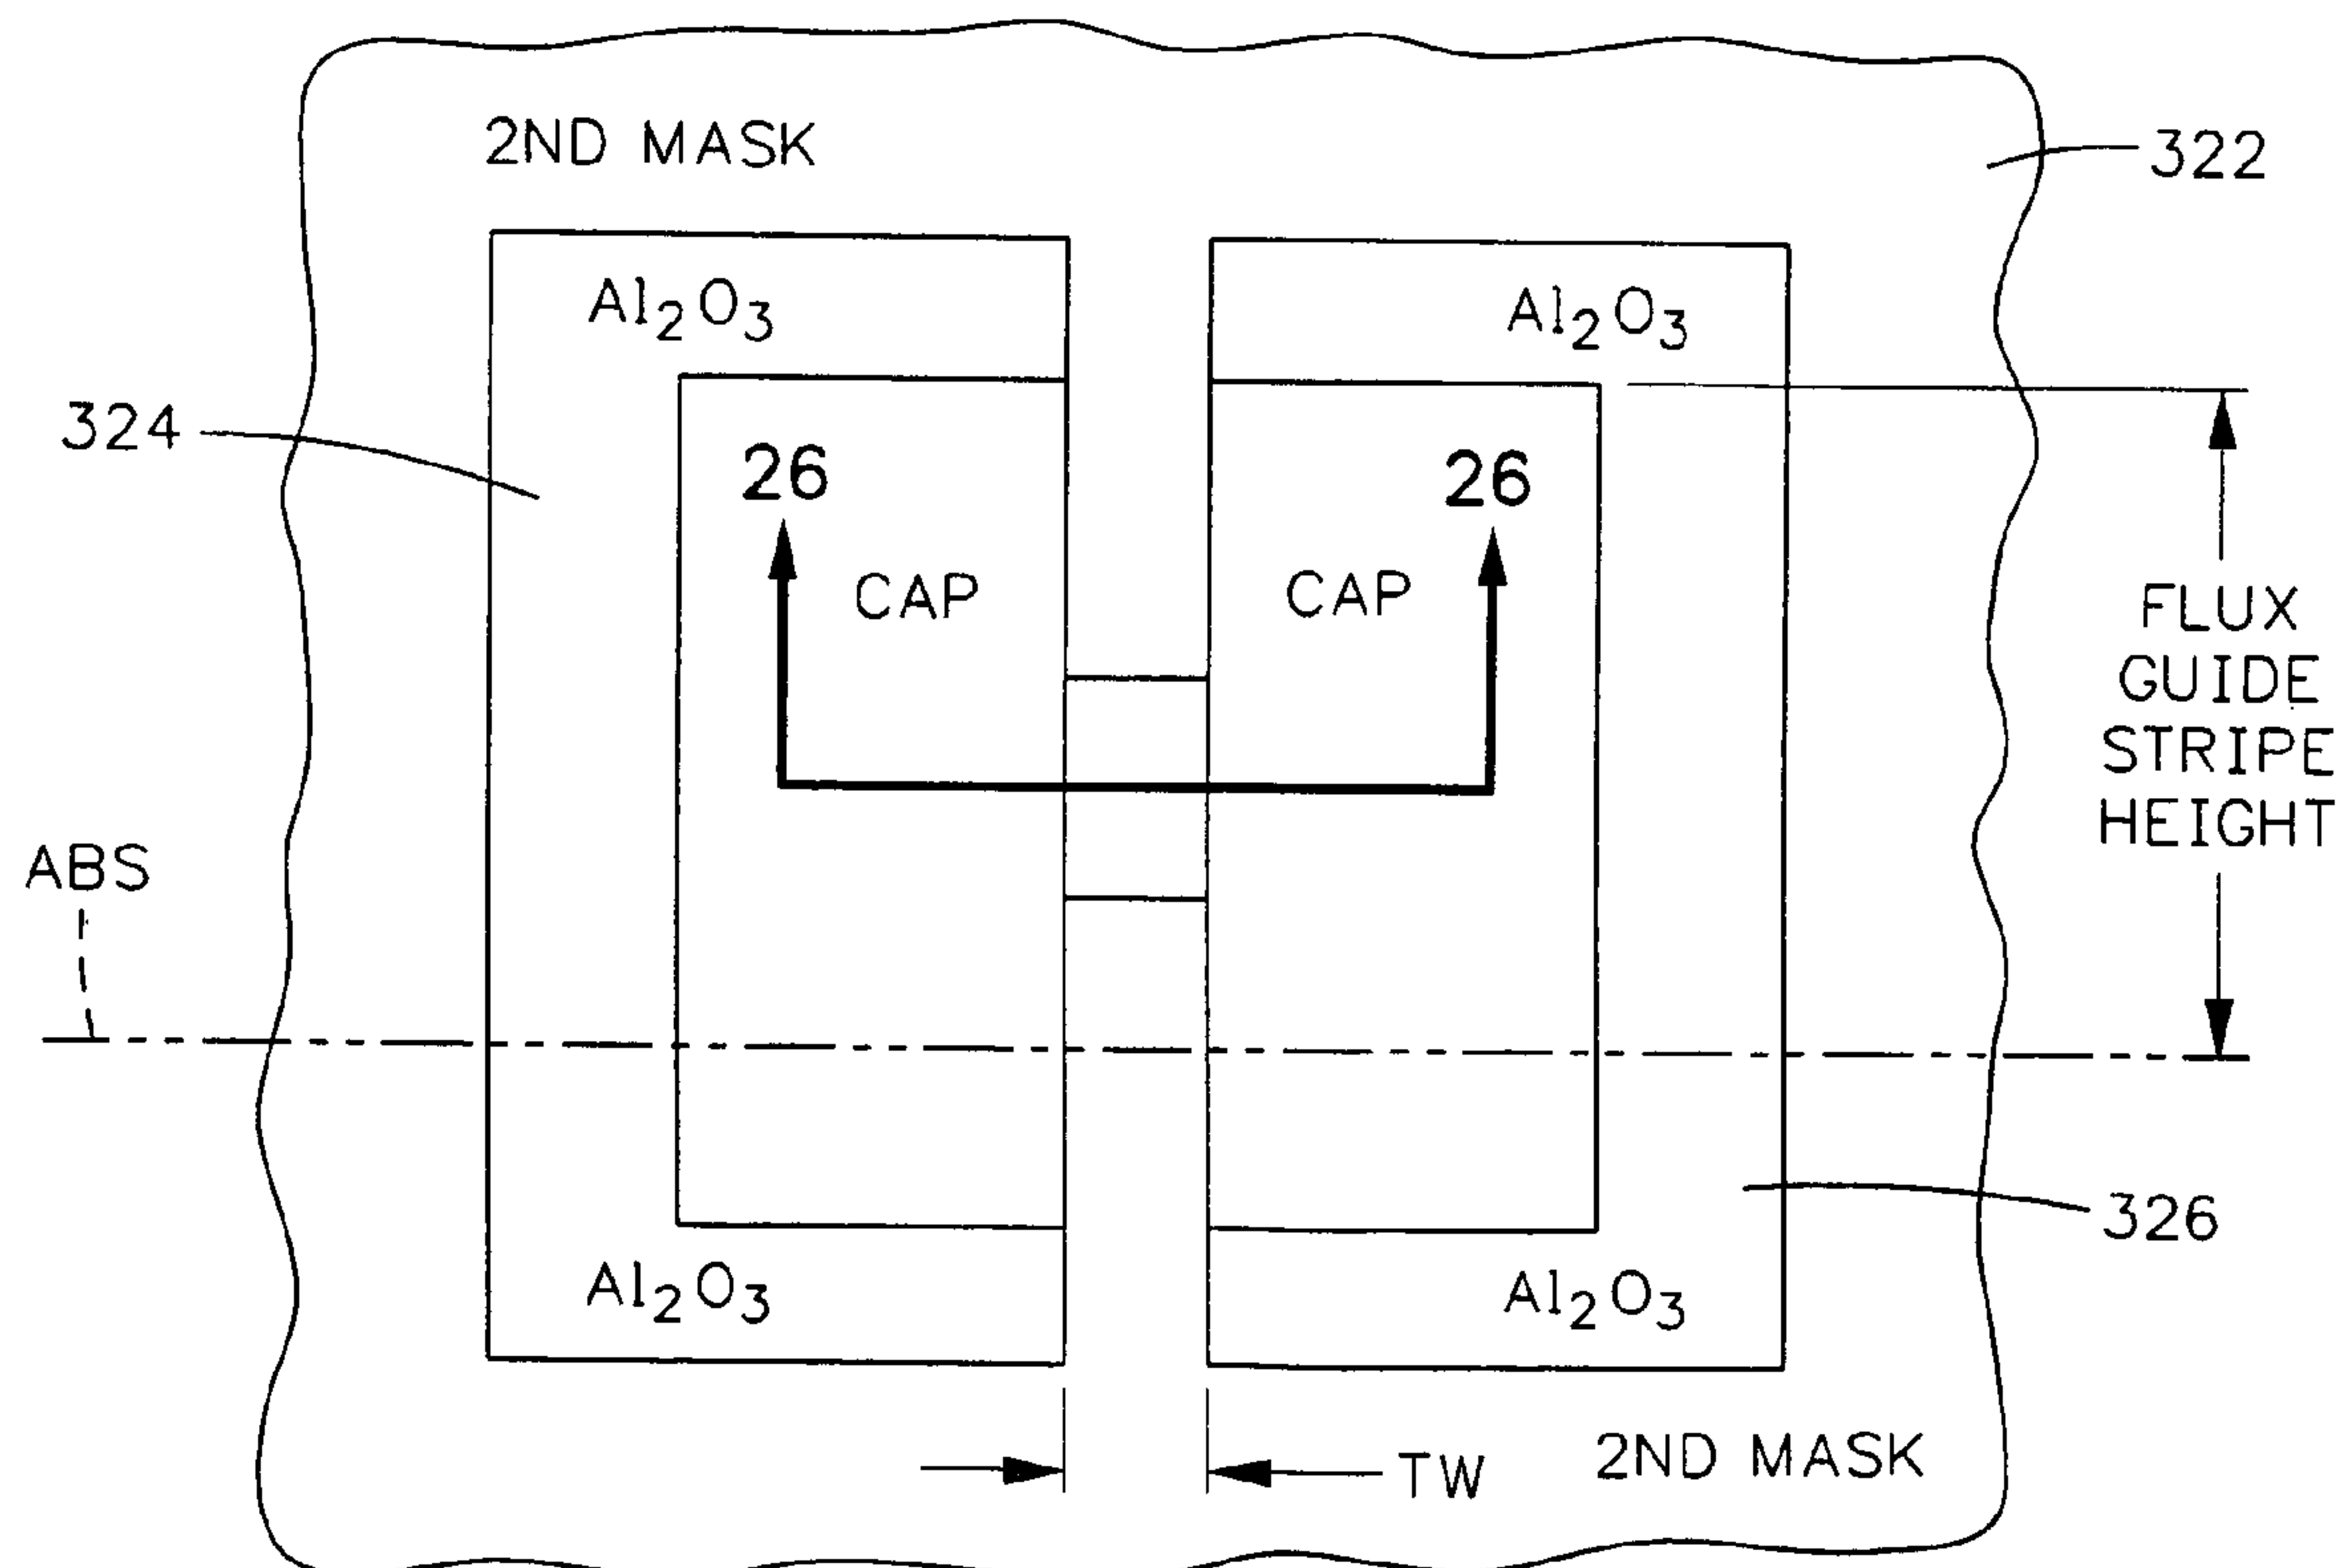 2ND MASK
322
Al2O3
Al2O3
324
26
26
CAP
CAP
FLUX
GUIDE
STRIPE
HEIGHT
ABS
326
Al2O3
Al2O3
TW
2ND MASK